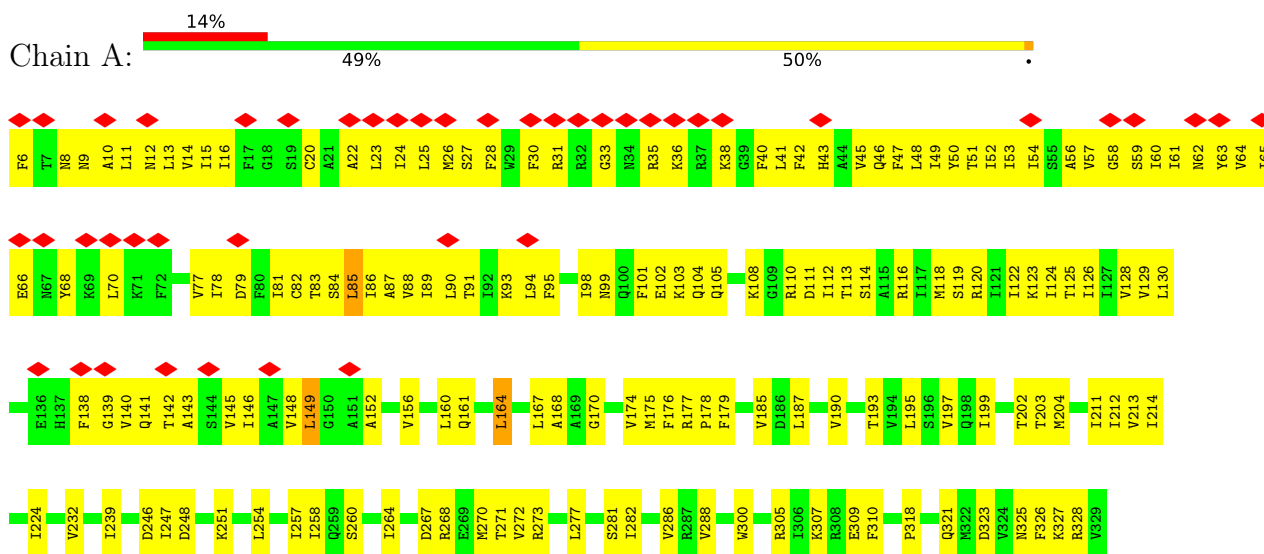 14%
Chain A:
49% 50% •
F6 T7 N8 N9 A10 L11 N12 L13 V14 I15 I16 F17 G18 S19 C20 A21 A22 L23 I24 L25 M26 S27 F28 W29 F30 R31 R32 G33 N34 R35 K36 R37 K38 G39 F40 L41 F42 H43 A44 V45 Q46 F47 L48 I49 Y50 T51 I52 I53 I54 S55 A56 V57 G58 S59 I60 I61 N62 Y63 V64 I65
E66 N67 Y68 K69 L70 K71 F72 V77 I78 D79 F80 I81 C82 T83 S84 L85 I86 A87 V88 I89 L90 T91 I92 K93 L94 F95 I98 N99 Q100 F101 E102 K103 Q104 Q105 K108 G109 R110 D111 I112 T113 S114 A115 R116 I117 M118 S119 R120 I121 I122 K123 I124 T125 I126 I127 V128 V129 L130
E136 H137 F138 G139 V140 Q141 T142 A143 S144 V145 I146 A147 V148 L149 G150 A151 A152 V156 L160 Q161 L164 L167 A168 A169 G170 V174 M175 F176 R177 P178 F179 V185 D186 L187 V190 T193 V194 L195 S196 V197 Q198 I199 T202 T203 M204 I211 I212 V213 I214
I224 V232 I239 D246 I247 D248 K251 L254 I257 I258 Q259 S260 I264 D267 R268 E269 M270 T271 V272 R273 L277 S281 I282 V286 R287 V288 W300 R305 I306 K307 R308 E309 F310 P318 Q321 M322 D323 V324 N325 F326 K327 R328 V329